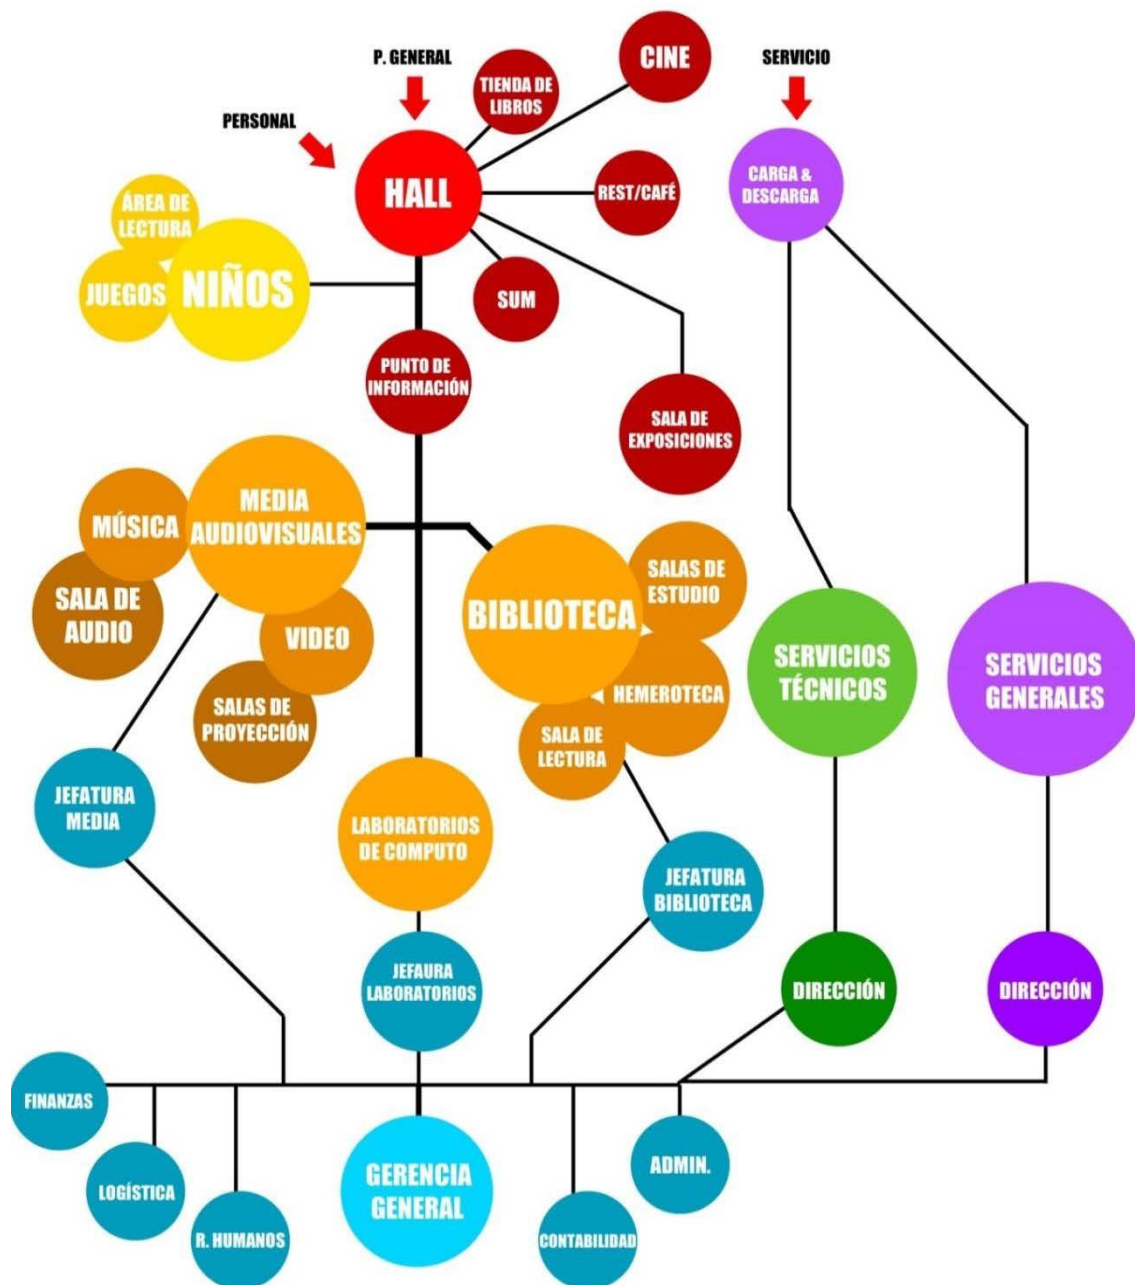 P. GENERAL
PERSONAL
SERVICIO
TIENDA DE
LIBROS
CINE
HALL
REST/CAFÉ
CARGA &
DESCARGA
ÁREA DE
LECTURA
JUEGOS
NIÑOS
SUM
PUNTO DE
INFORMACIÓN
SALA DE
EXPOSICIONES
MEDIA
AUDIOVISUALES
MÚSICA
SALA DE
AUDIO
VIDEO
SALAS DE
PROYECCIÓN
BIBLIOTECA
SALAS DE
ESTUDIO
HEMEROTECA
SALA DE
LECTURA
SERVICIOS
TÉCNICOS
SERVICIOS
GENERALES
JEFATURA
MEDIA
LABORATORIOS
DE COMPUTO
JEFATURA
BIBLIOTECA
JEFAURA
LABORATORIOS
DIRECCIÓN
DIRECCIÓN
FINANZAS
LOGÍSTICA
R. HUMANOS
GERENCIA
GENERAL
CONTABILIDAD
ADMIN.